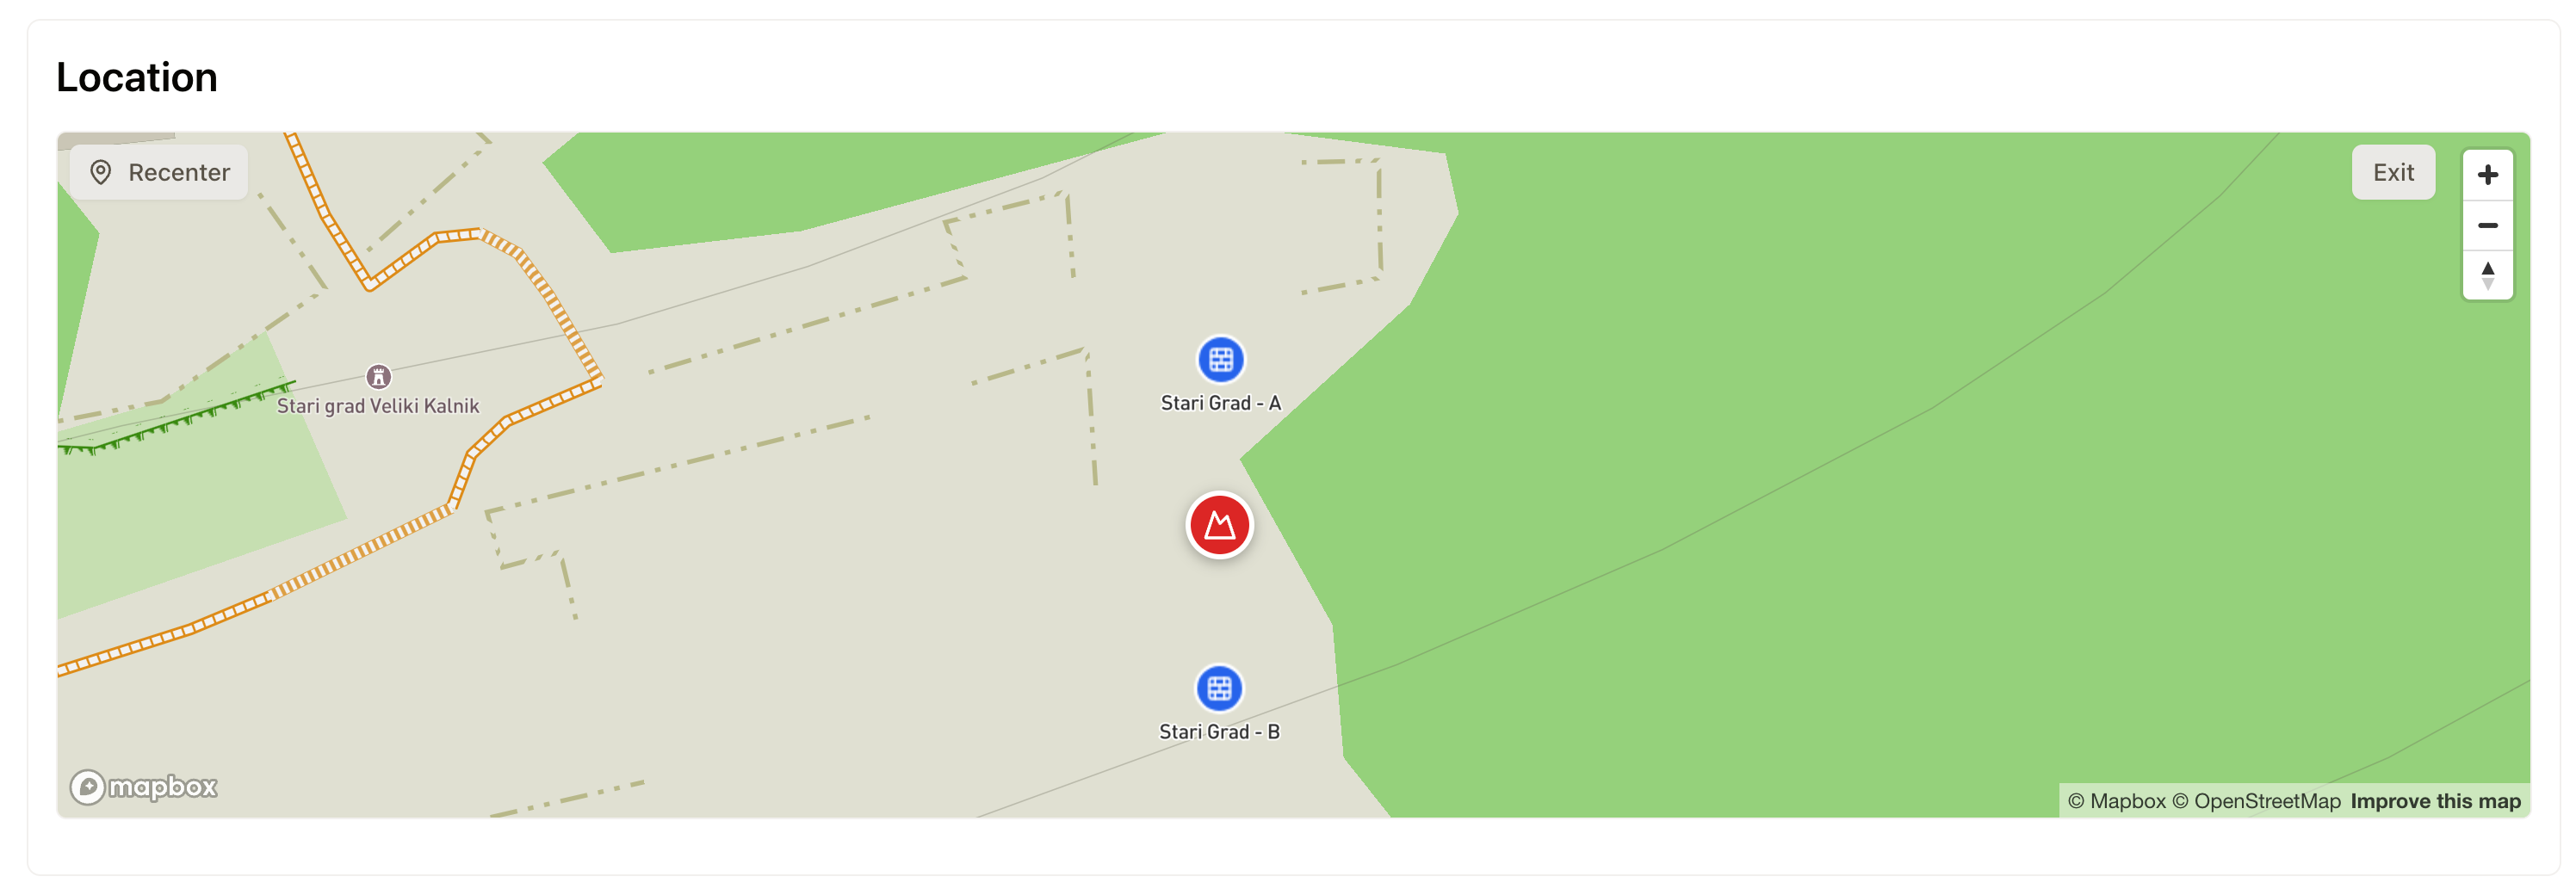 Location
Recenter
Exit
Stari grad Veliki Kalnik
Stari Grad - A
Stari Grad - B
mapbox
© Mapbox © OpenStreetMap Improve this map